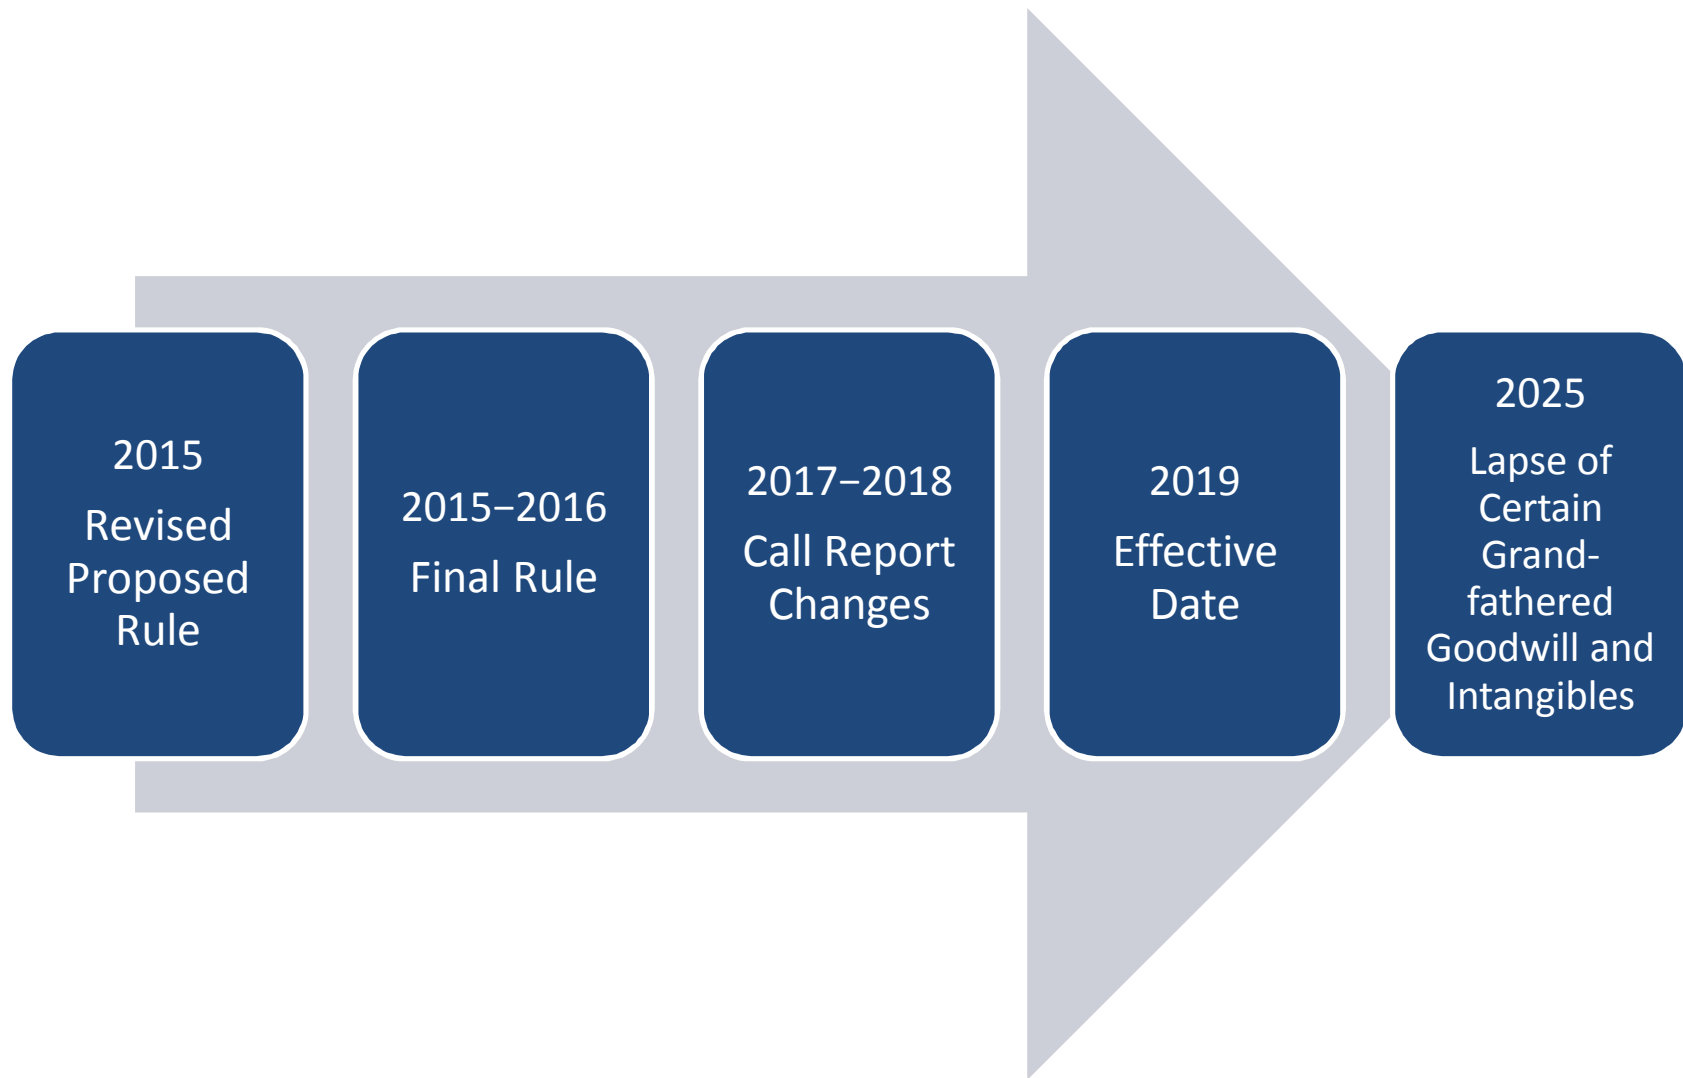 2015
Revised
Proposed
Rule
2015–2016
Final Rule
2017–2018
Call Report
Changes
2019
Effective
Date
2025
Lapse of
Certain
Grand-
fathered
Goodwill and
Intangibles